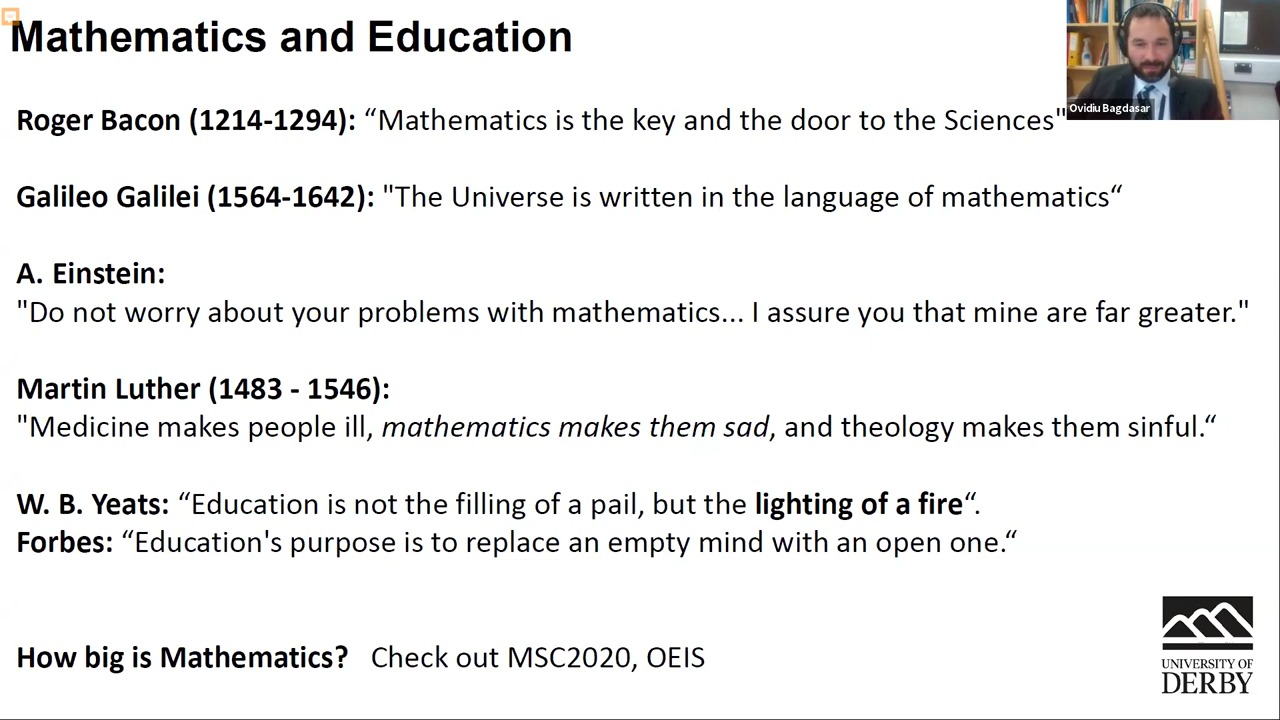 Mathematics and Education
Ovidiu Bagdasar
Roger Bacon (1214-1294): “Mathematics is the key and the door to the Sciences"
Galileo Galilei (1564-1642): "The Universe is written in the language of mathematics“
A. Einstein:
"Do not worry about your problems with mathematics... I assure you that mine are far greater."
Martin Luther (1483 - 1546):
"Medicine makes people ill, mathematics makes them sad, and theology makes them sinful.“
W. B. Yeats: “Education is not the filling of a pail, but the lighting of a fire“.
Forbes: “Education's purpose is to replace an empty mind with an open one.“
How big is Mathematics? Check out MSC2020, OEIS
UNIVERSITY OF
DERBY